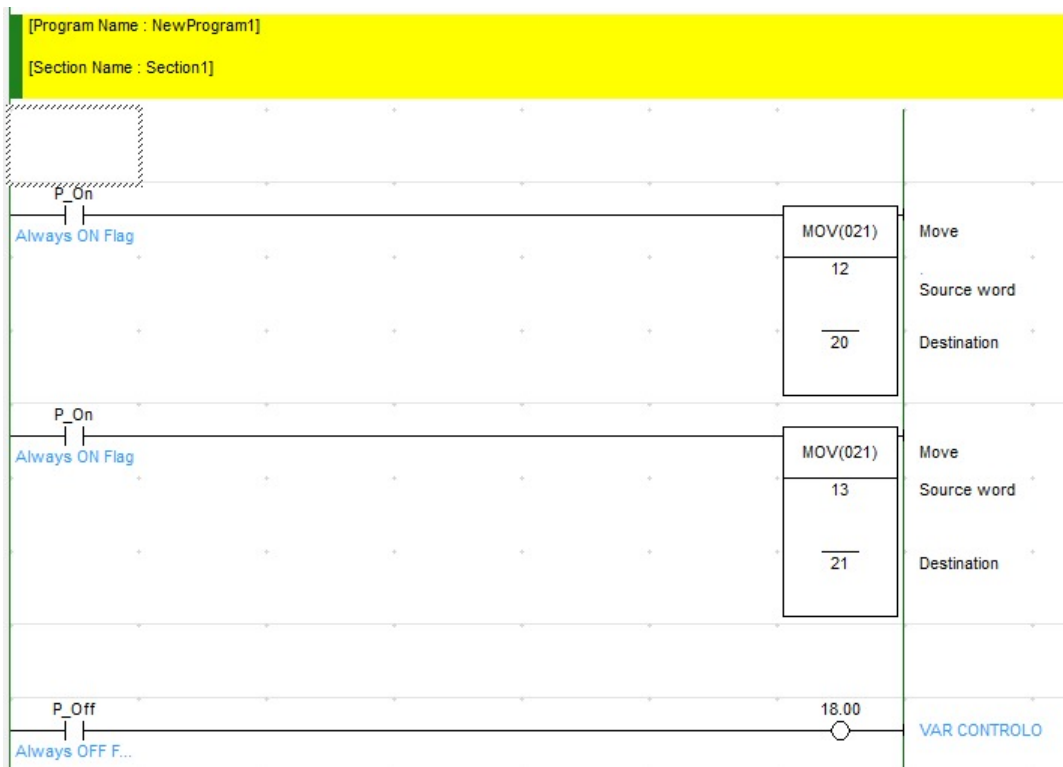 [Program Name : NewProgram1]
[Section Name : Section1]
P_On
Always ON Flag
MOV(021)
Move
12
Source word
20
Destination
P_On
Always ON Flag
MOV(021)
Move
13
Source word
21
Destination
P_Off
18.00
VAR CONTROLO
Always OFF F...